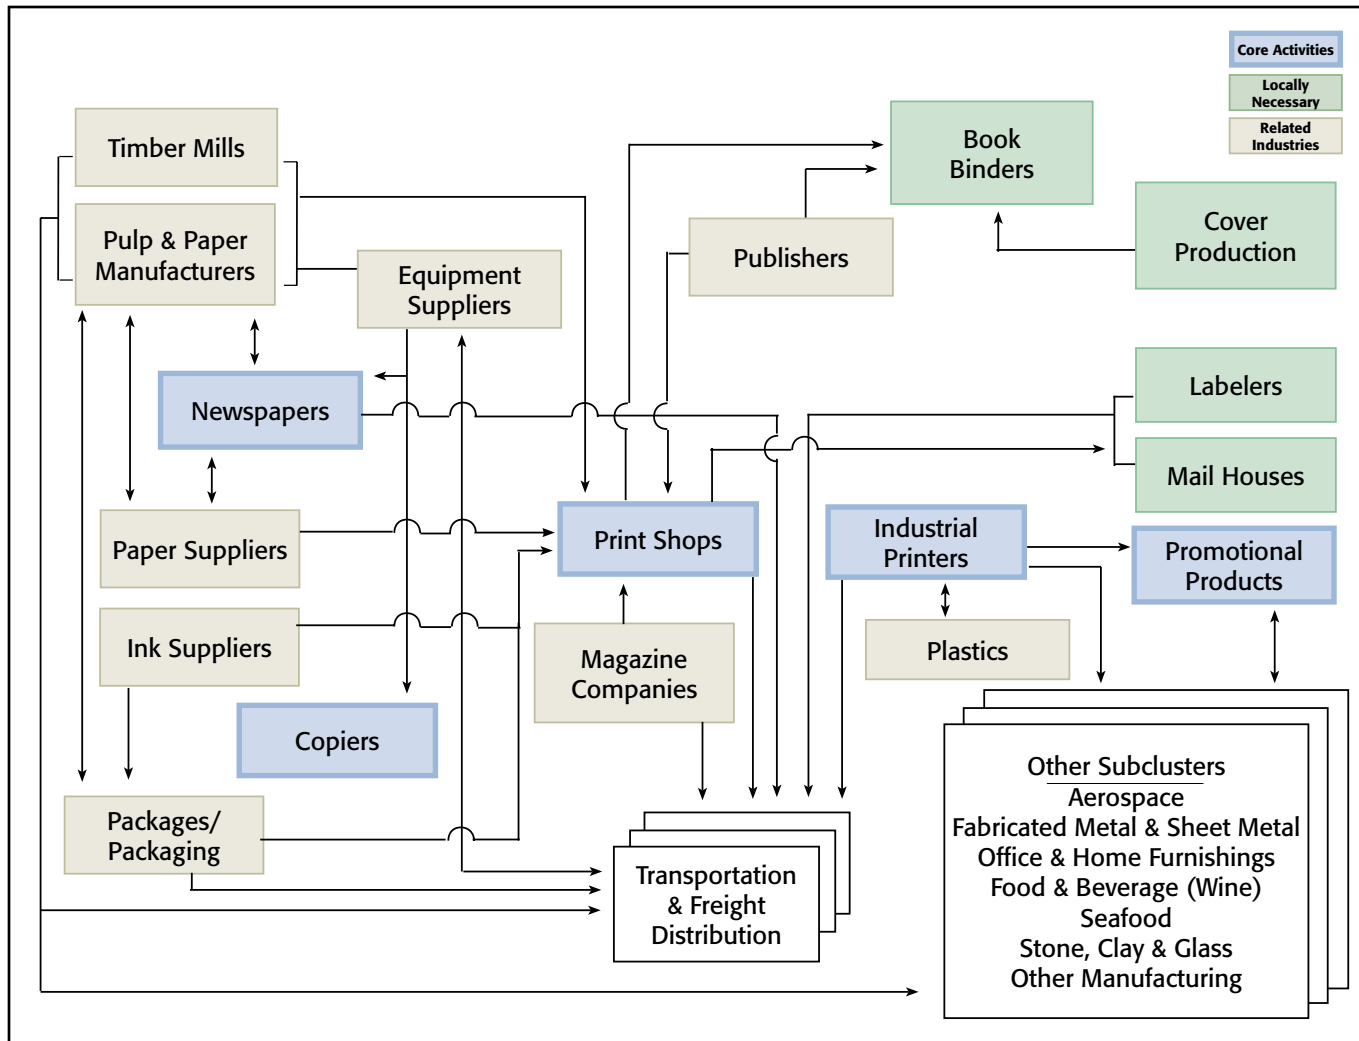 Core Activities
Locally
Necessary
Related
Industries
Timber Mills
Book
Binders
Pulp & Paper
Manufacturers
Cover
Production
Publishers
Equipment
Suppliers
Labelers
Newspapers
Mail Houses
Paper Suppliers
Print Shops
Industrial
Printers
Promotional
Products
Ink Suppliers
Magazine
Companies
Plastics
Copiers
Packages/
Packaging
Transportation
& Freight
Distribution
Other Subclusters
Aerospace
Fabricated Metal & Sheet Metal
Office & Home Furnishings
Food & Beverage (Wine)
Seafood
Stone, Clay & Glass
Other Manufacturing